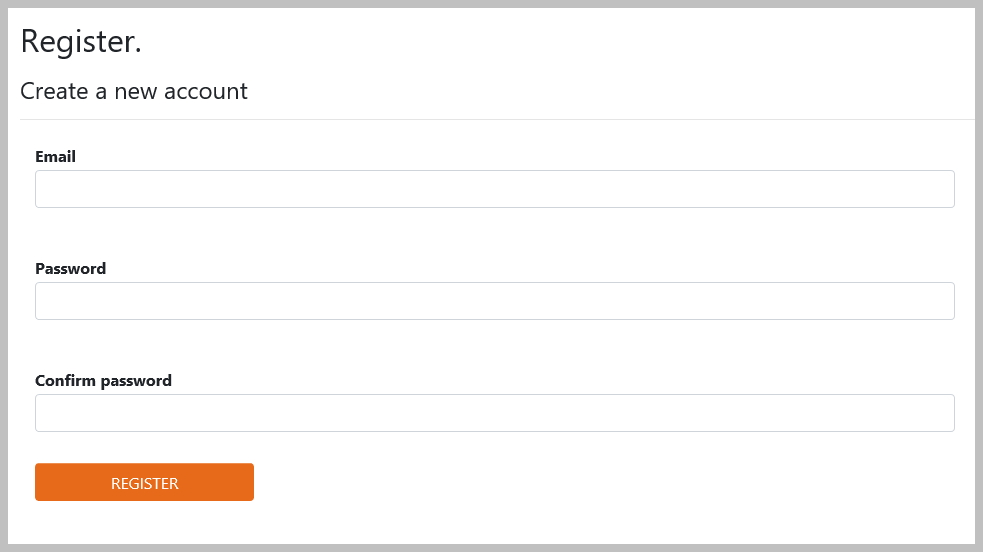 Register.
Create a new account
Email
Password
Confirm password
REGISTER